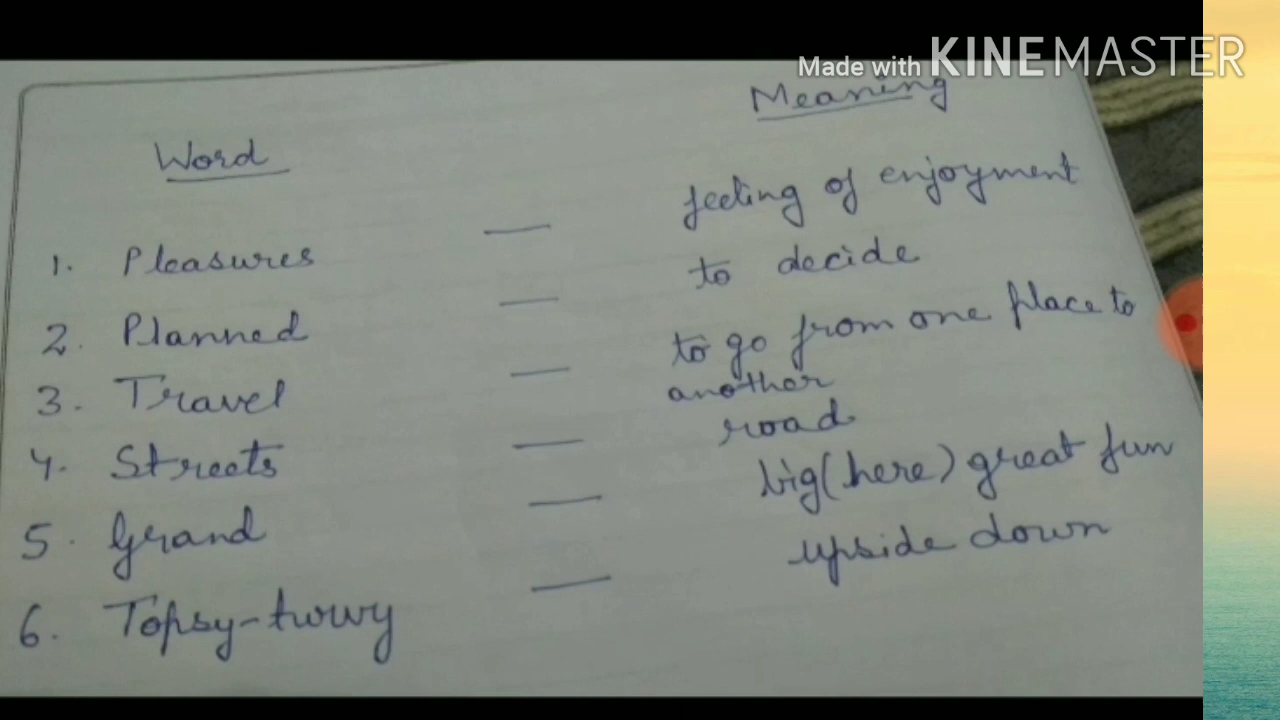 Made with KINEMASTER
Word Meaning
1. Pleasures — feeling of enjoyment
2. Planned — to decide
3. Travel — to go from one place to
another
4. Streets — road
5. Grand — big (here) great fun
6. Topsy-turvy — upside down